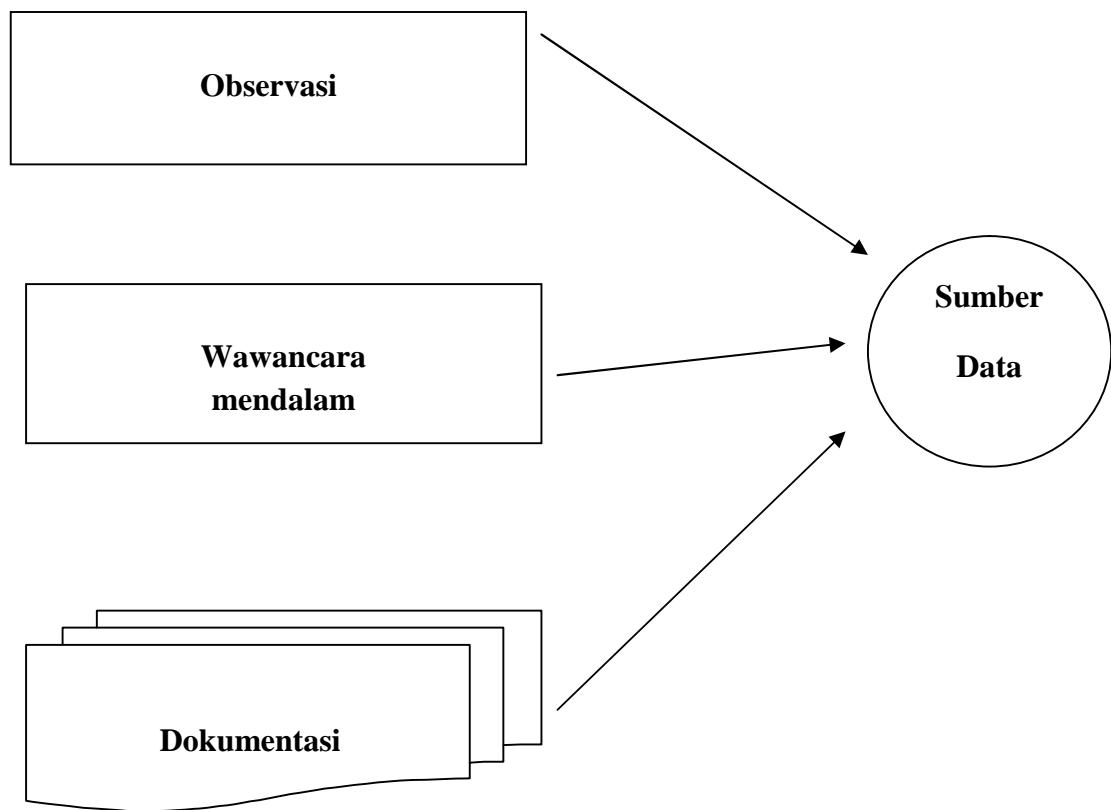 Observasi
Wawancara
mendalam
Sumber
Data
Dokumentasi